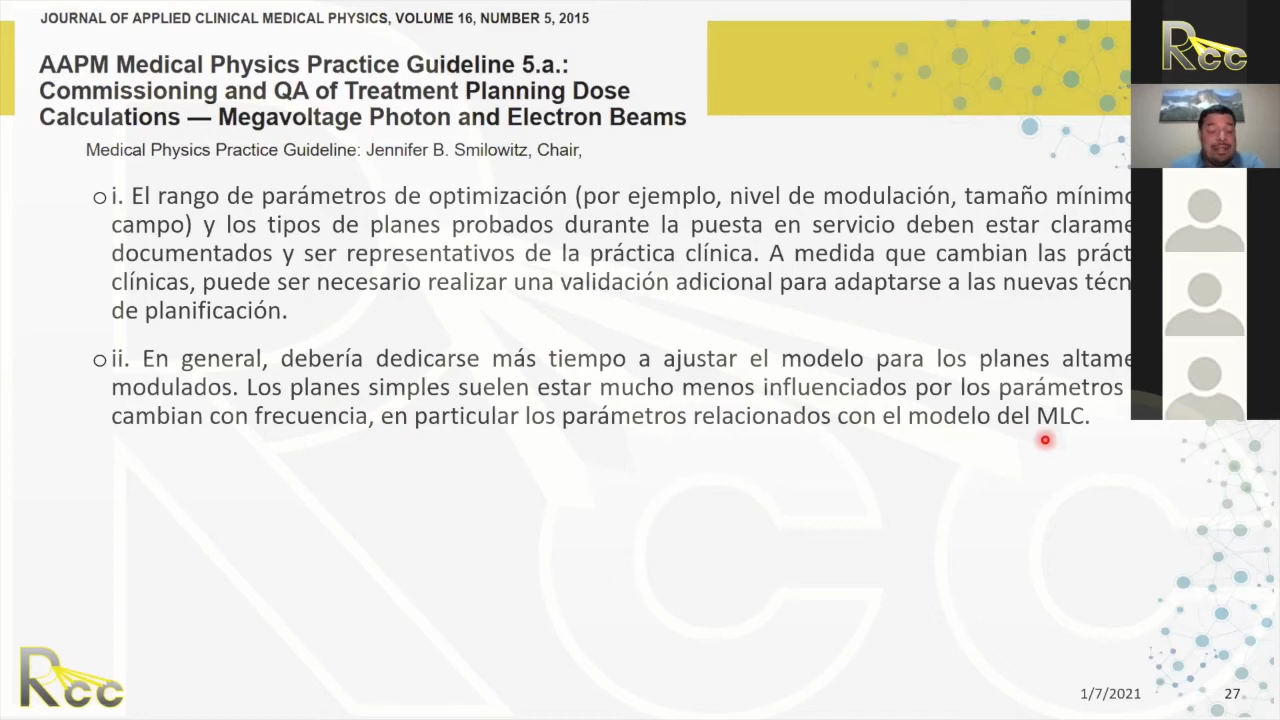 JOURNAL OF APPLIED CLINICAL MEDICAL PHYSICS, VOLUME 16, NUMBER 5, 2015
AAPM Medical Physics Practice Guideline 5.a.:
Commissioning and QA of Treatment Planning Dose
Calculations — Megavoltage Photon and Electron Beams
Medical Physics Practice Guideline: Jennifer B. Smilowitz, Chair,
o i. El rango de parámetros de optimización (por ejemplo, nivel de modulación, tamaño mínimo
campo) y los tipos de planes probados durante la puesta en servicio deben estar clarame
documentados y ser representativos de la práctica clínica. A medida que cambian las práct
clínicas, puede ser necesario realizar una validación adicional para adaptarse a las nuevas técn
de planificación.
o ii. En general, debería dedicarse más tiempo a ajustar el modelo para los planes altame
modulados. Los planes simples suelen estar mucho menos influenciados por los parámetros
cambian con frecuencia, en particular los parámetros relacionados con el modelo del MLC.
Rcc
Rcc
1/7/2021
27